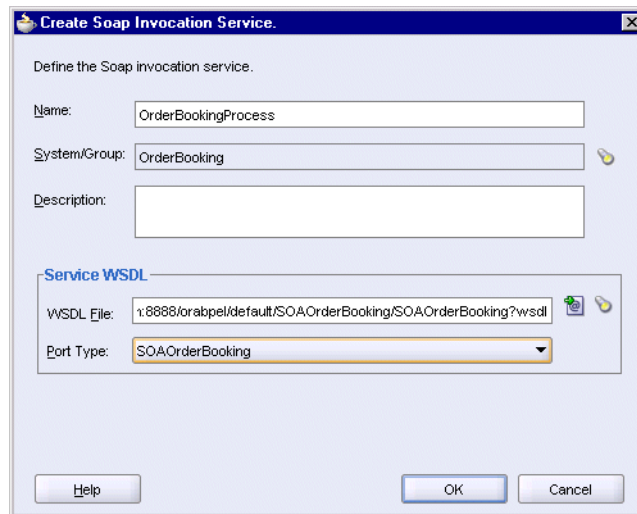 Create Soap Invocation Service.
Define the Soap invocation service.
Name: OrderBookingProcess
System/Group: OrderBooking
Description:
Service WSDL
WSDL File: :8888/orabpel/default/SOAOrderBooking/SOAOrderBooking?wsdl
Port Type: SOAOrderBooking
Help OK Cancel